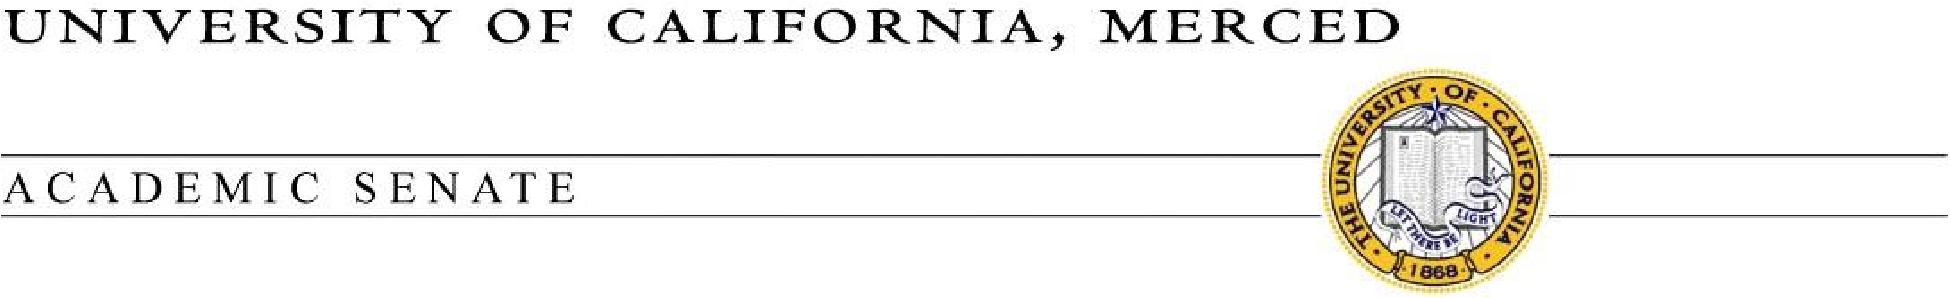 UNIVERSITY OF CALIFORNIA, MERCED
ACADEMIC SENATE
THE UNIVERSITY · OF · CALIFORNIA
LET THERE BE LIGHT
· 1868 ·